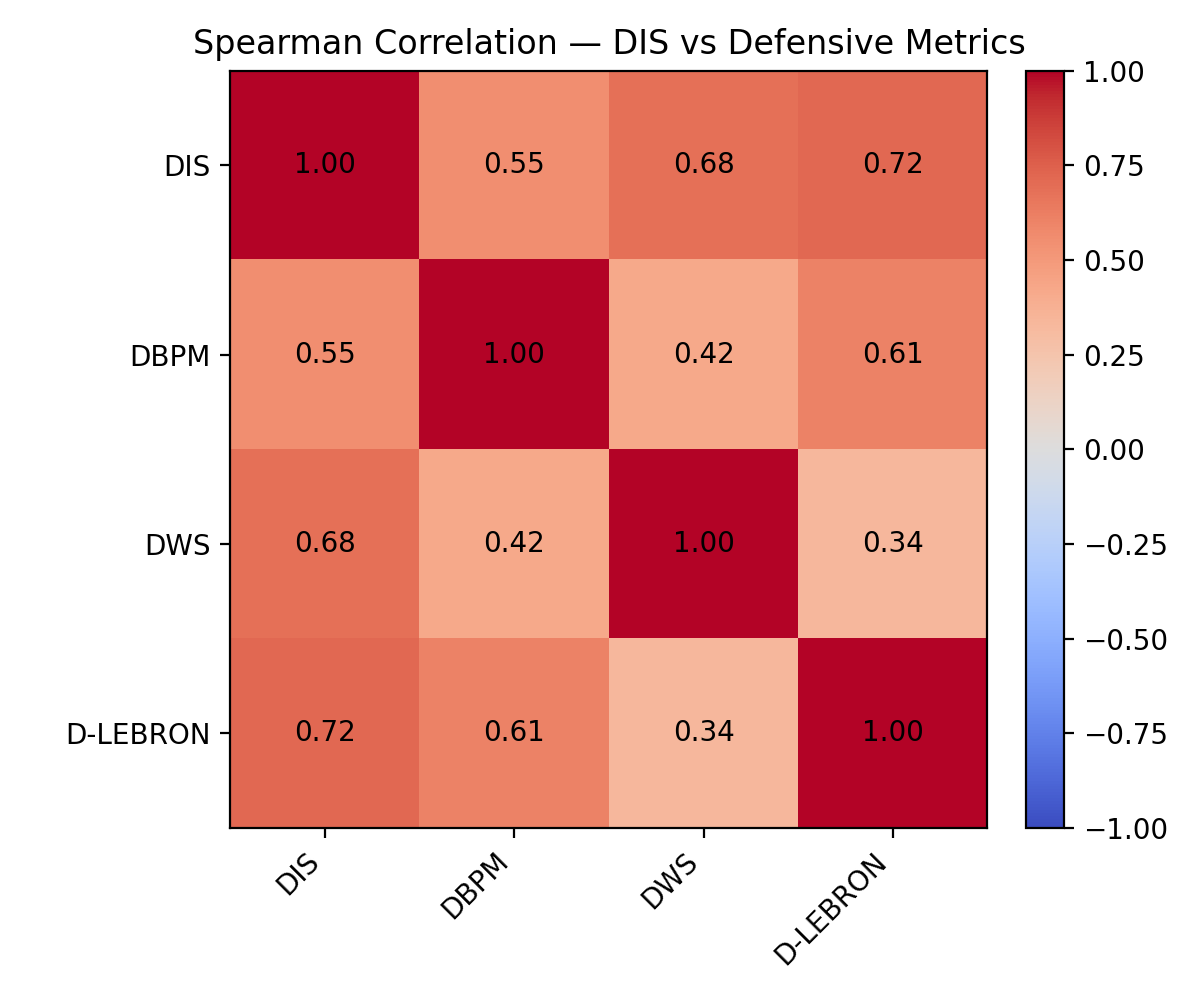 Spearman Correlation — DIS vs Defensive Metrics
DIS 1.00 0.55 0.68 0.72
DBPM 0.55 1.00 0.42 0.61
DWS 0.68 0.42 1.00 0.34
D-LEBRON 0.72 0.61 0.34 1.00
DIS DBPM DWS D-LEBRON
1.00
0.75
0.50
0.25
0.00
−0.25
−0.50
−0.75
−1.00